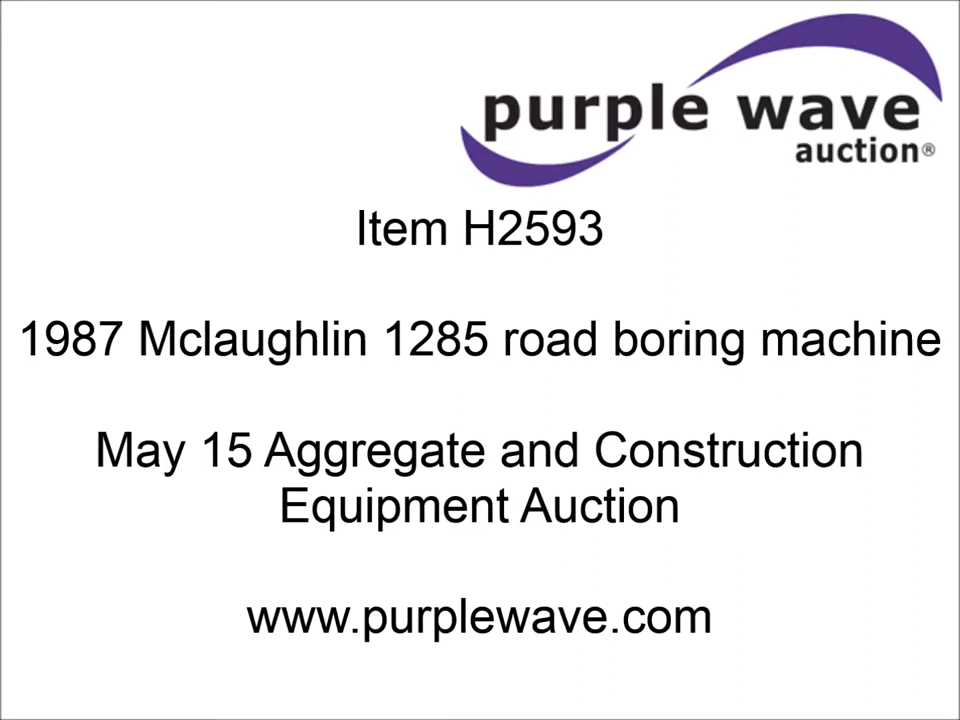 purple wave
auction®
Item H2593
1987 Mclaughlin 1285 road boring machine
May 15 Aggregate and Construction
Equipment Auction
www.purplewave.com